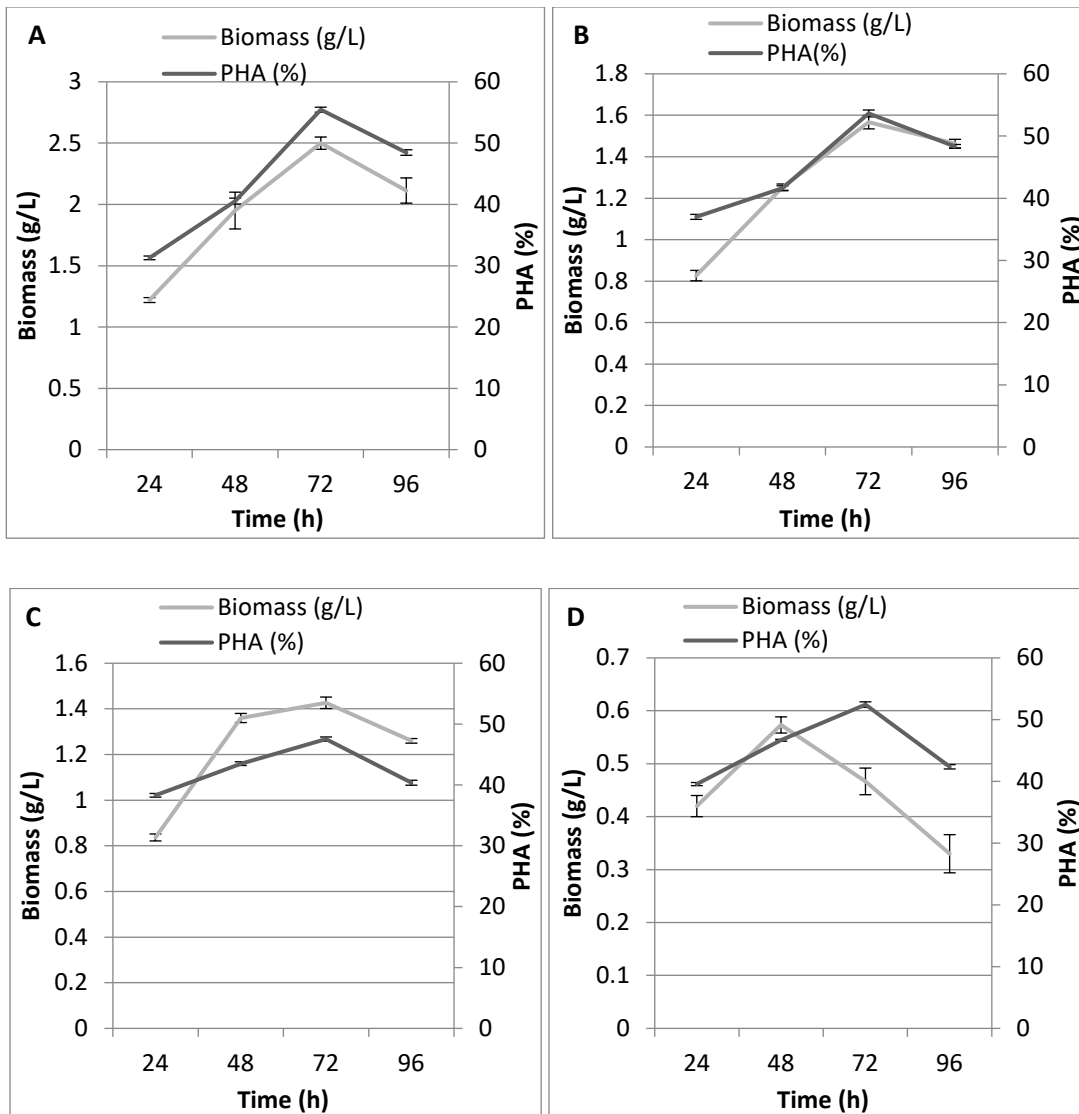 A
Biomass (g/L)
PHA (%)
3
2.5
2
1.5
1
0.5
0
60
50
40
30
20
10
0
Biomass (g/L)
PHA (%)
24 48 72 96
Time (h)
B
Biomass (g/L)
PHA(%)
1.8
1.6
1.4
1.2
1
0.8
0.6
0.4
0.2
0
60
50
40
30
20
10
0
Biomass (g/L)
PHA (%)
24 48 72 96
Time (h)
C
Biomass (g/L)
PHA (%)
1.6
1.4
1.2
1
0.8
0.6
0.4
0.2
0
60
50
40
30
20
10
0
Biomass (g/L)
PHA (%)
24 48 72 96
Time (h)
D
Biomass (g/L)
PHA (%)
0.7
0.6
0.5
0.4
0.3
0.2
0.1
0
60
50
40
30
20
10
0
Biomass (g/L)
PHA (%)
24 48 72 96
Time (h)